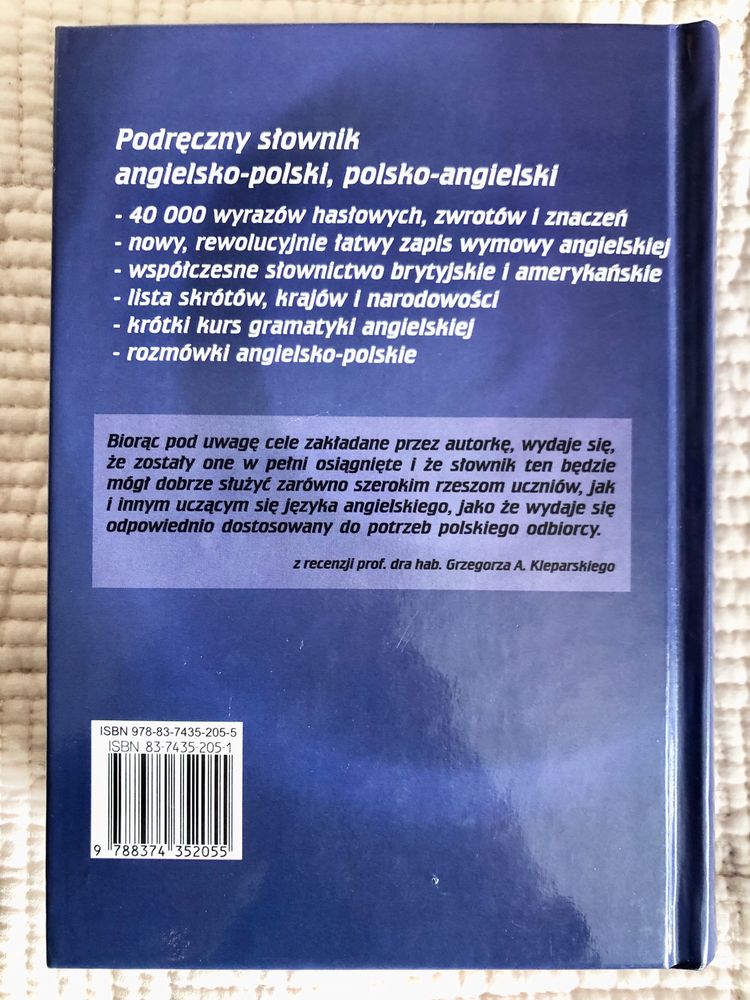 Podręczny słownik
angielsko-polski, polsko-angielski
- 40 000 wyrazów hasłowych, zwrotów i znaczeń
- nowy, rewolucyjnie łatwy zapis wymowy angielskiej
- współczesne słownictwo brytyjskie i amerykańskie
- lista skrótów, krajów i narodowości
- krótki kurs gramatyki angielskiej
- rozmówki angielsko-polskie
Biorąc pod uwagę cele zakładane przez autorkę, wydaje się,
że zostały one w pełni osiągnięte i że słownik ten będzie
mógł dobrze służyć zarówno szerokim rzeszom uczniów, jak
i innym uczącym się języka angielskiego, jako że wydaje się
odpowiednio dostosowany do potrzeb polskiego odbiorcy.
z recenzji prof. dra hab. Grzegorza A. Kleparskiego
ISBN 978-83-7435-205-5
ISBN 83-7435-205-1
9 788374 352055